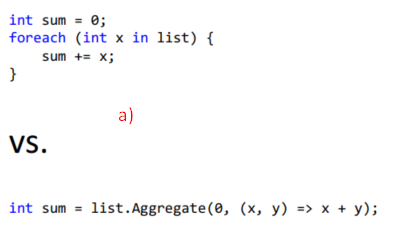 int sum = 0;
foreach (int x in list) {
    sum += x;
}
a)
vs.
int sum = list.Aggregate(0, (x, y) => x + y);